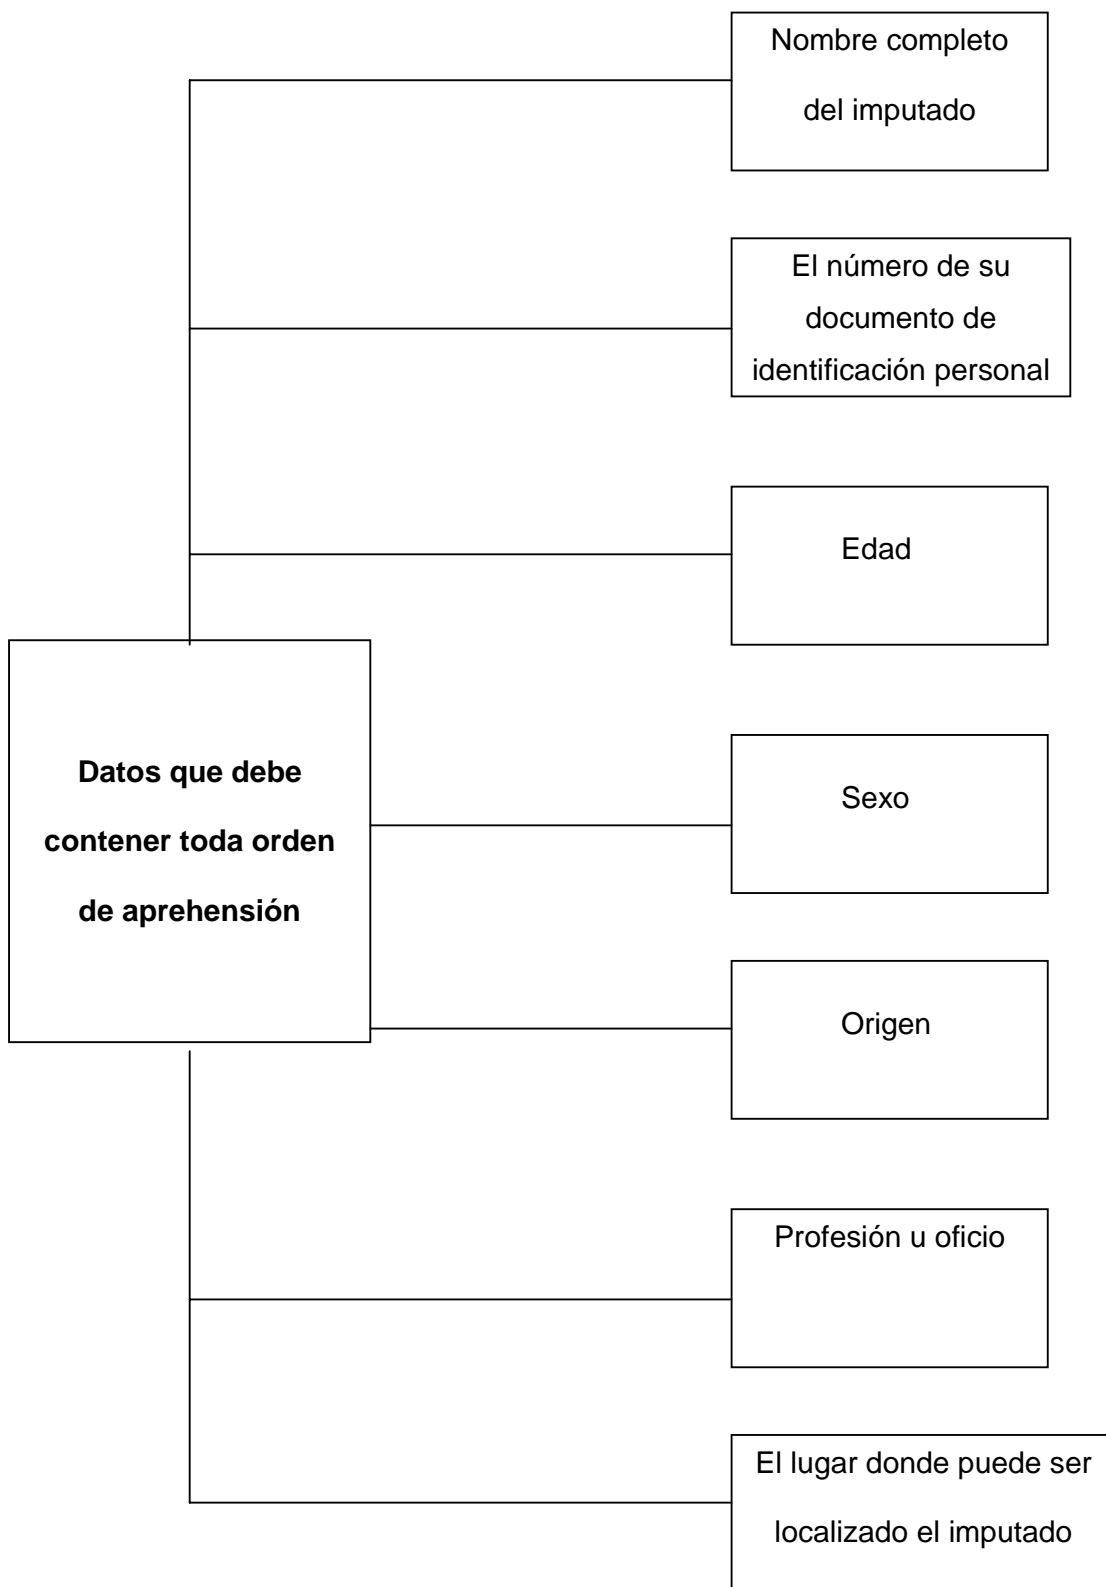 Nombre completo
del imputado
El número de su
documento de
identificación personal
Edad
Datos que debe
contener toda orden
de aprehensión
Sexo
Origen
Profesión u oficio
El lugar donde puede ser
localizado el imputado